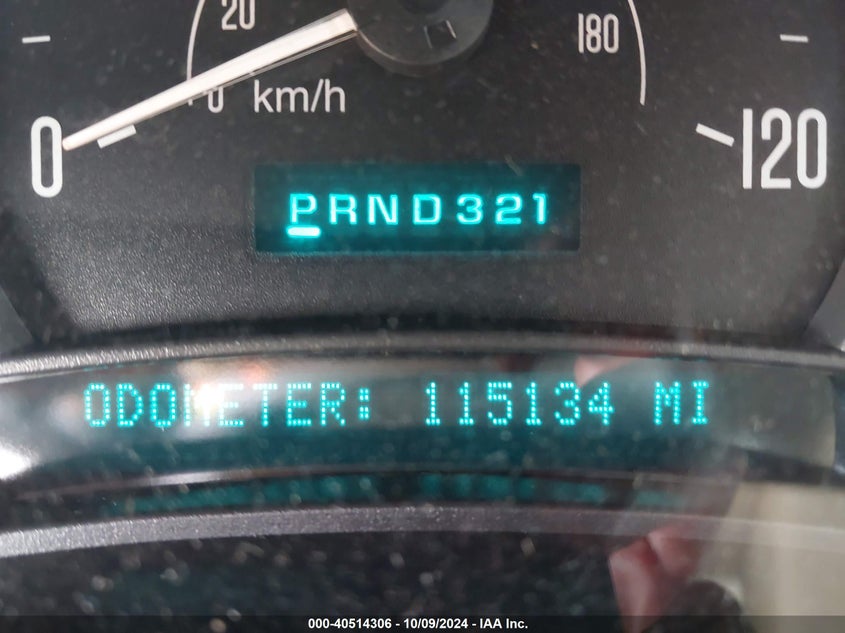 20 180
0 km/h
0 120
PRND321
ODOMETER: 115134 MI
000-40514306 - 10/09/2024 - IAA Inc.